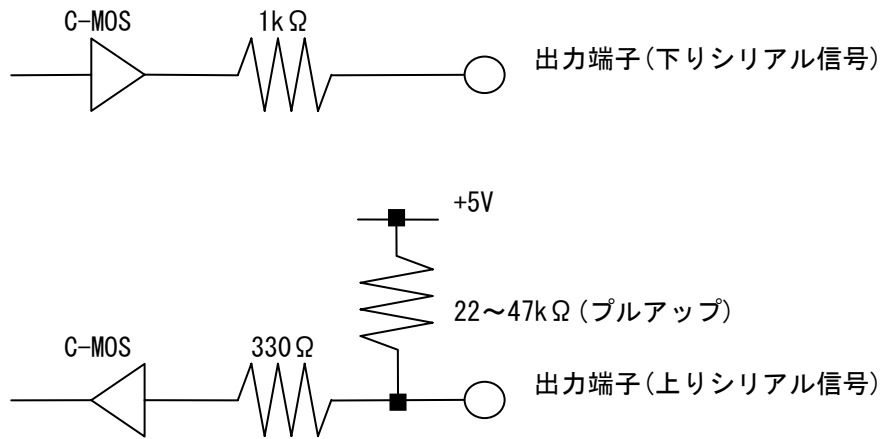 C-MOS
1kΩ
出力端子(下りシリアル信号)
+5V
22～47kΩ(プルアップ)
C-MOS
330Ω
出力端子(上りシリアル信号)